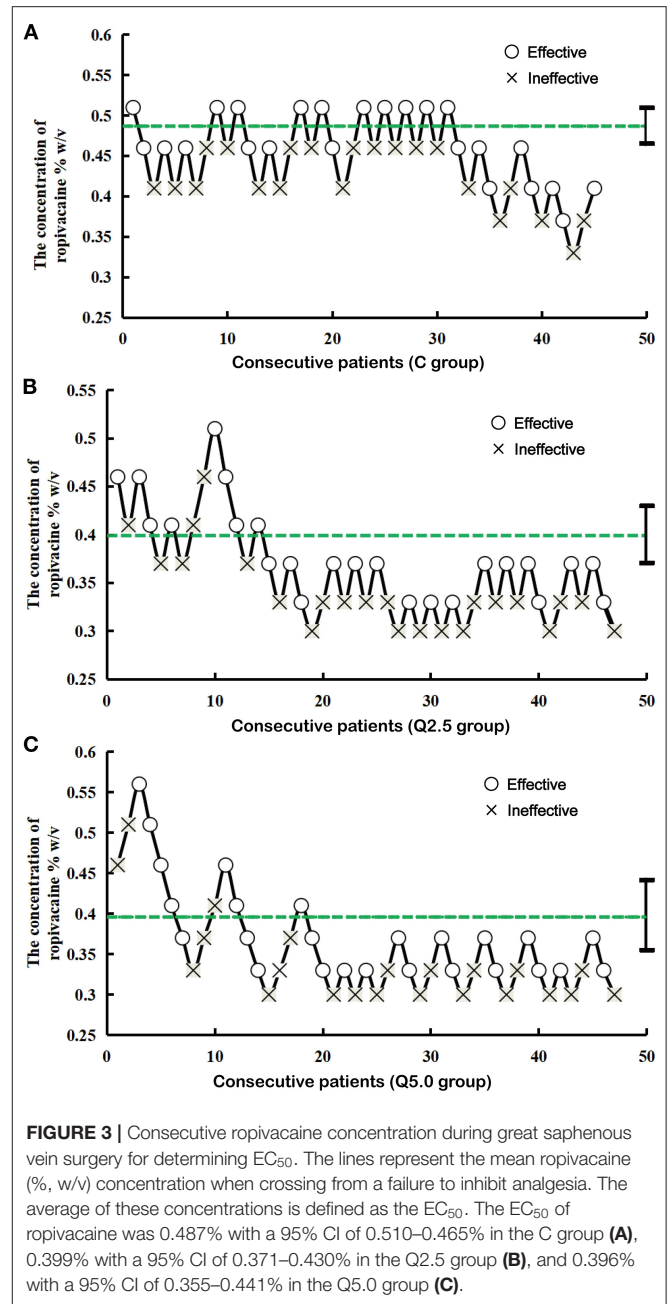 A
0.6
0.55
0.5
0.45
0.4
0.35
0.3
0.25
The concentration of
ropivacaine % w/v
Effective
Ineffective
0 10 20 30 40 50
Consecutive patients (C group)
B
0.55
0.5
0.45
0.4
0.35
0.3
0.25
The concentration of
ropivacine % w/v
Effective
Ineffective
0 10 20 30 40 50
Consecutive patients (Q2.5 group)
C
0.6
0.55
0.5
0.4
0.35
0.3
0.25
The concentration of
ropivacaine % w/v
Effective
Ineffective
0 10 20 30 40 50
Consecutive patients (Q5.0 group)
FIGURE 3 | Consecutive ropivacaine concentration during great saphenous
vein surgery for determining EC50. The lines represent the mean ropivacaine
(%, w/v) concentration when crossing from a failure to inhibit analgesia. The
average of these concentrations is defined as the EC50. The EC50 of
ropivacaine was 0.487% with a 95% CI of 0.510–0.465% in the C group (A),
0.399% with a 95% CI of 0.371–0.430% in the Q2.5 group (B), and 0.396%
with a 95% CI of 0.355–0.441% in the Q5.0 group (C).